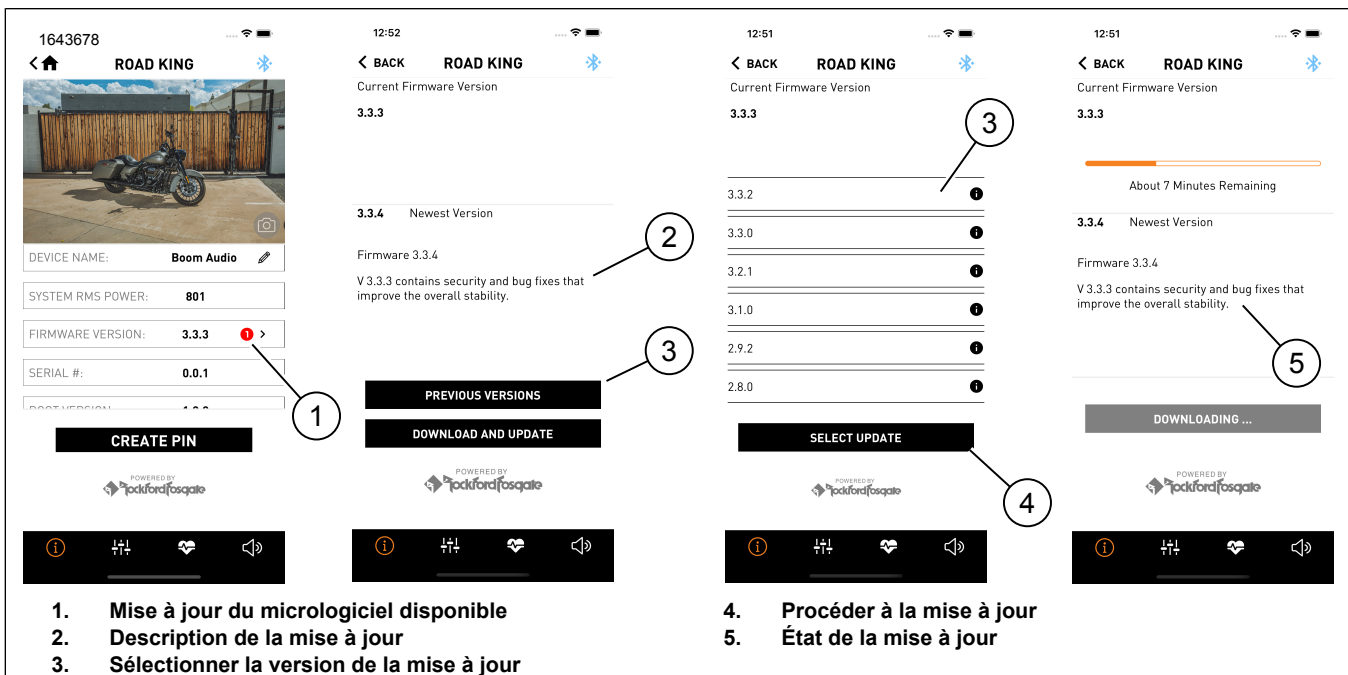 1643678
ROAD KING
DEVICE NAME: Boom Audio
SYSTEM RMS POWER: 801
FIRMWARE VERSION: 3.3.3 1 >
SERIAL #: 0.0.1
CREATE PIN
POWERED BY
Rockford Fosgate
1
12:52
< BACK ROAD KING
Current Firmware Version
3.3.3
3.3.4 Newest Version
2
Firmware 3.3.4
V 3.3.3 contains security and bug fixes that
improve the overall stability.
3
PREVIOUS VERSIONS
DOWNLOAD AND UPDATE
POWERED BY
Rockford Fosgate
12:51
< BACK ROAD KING
Current Firmware Version
3.3.3
3
3.3.2
3.3.0
3.2.1
3.1.0
2.9.2
2.8.0
SELECT UPDATE
4
POWERED BY
Rockford Fosgate
12:51
< BACK ROAD KING
Current Firmware Version
3.3.3
About 7 Minutes Remaining
3.3.4 Newest Version
Firmware 3.3.4
V 3.3.3 contains security and bug fixes that
improve the overall stability.
5
DOWNLOADING ...
POWERED BY
Rockford Fosgate
1. Mise à jour du micrologiciel disponible
2. Description de la mise à jour
3. Sélectionner la version de la mise à jour
4. Procéder à la mise à jour
5. État de la mise à jour